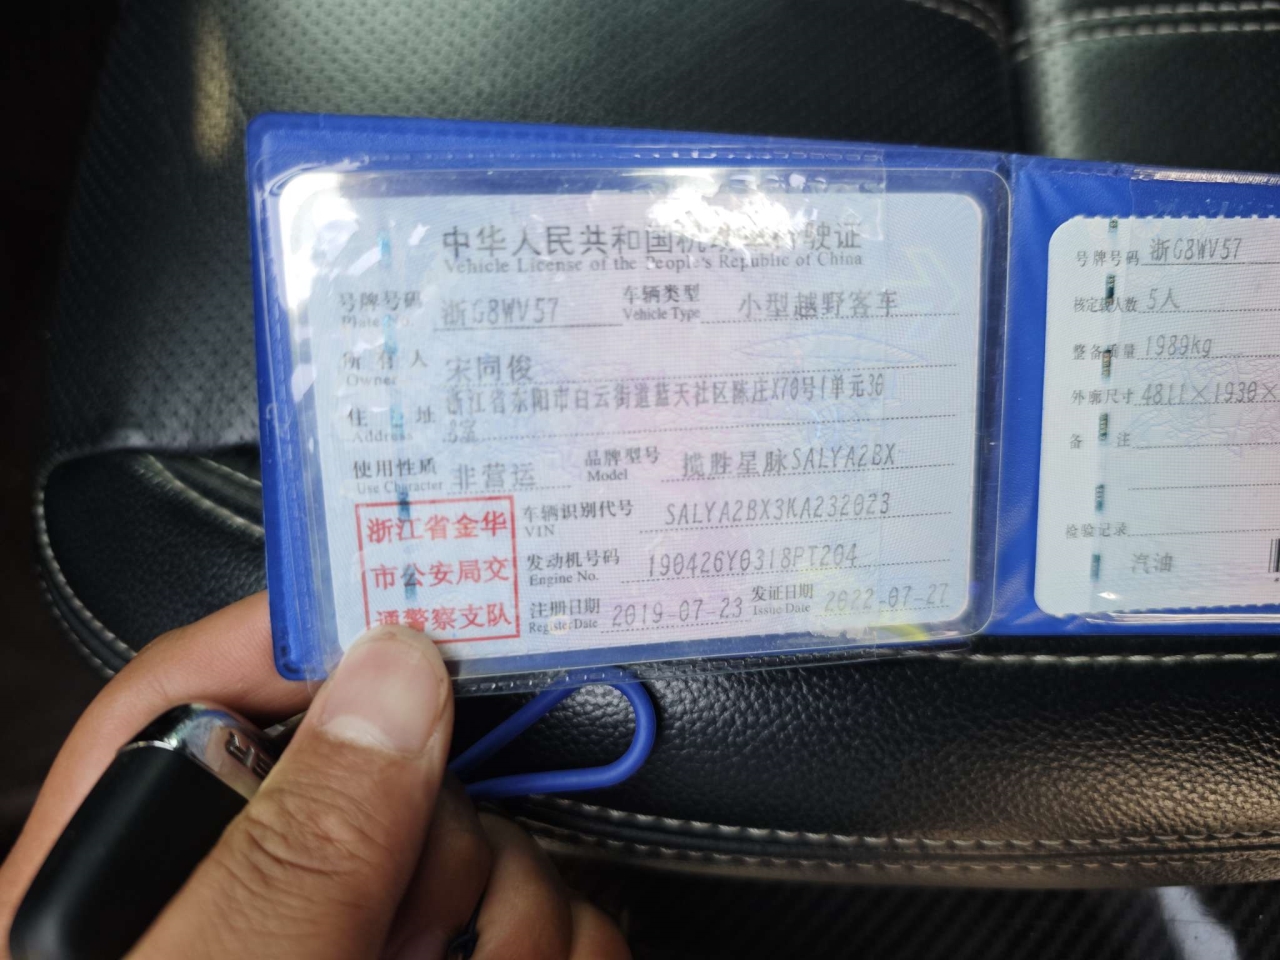 中华人民共和国机动车行驶证
Vehicle License of the People's Republic of China
号牌号码 浙G8WV57 车辆类型 小型越野客车
Plate No. Vehicle Type
所有人 宋同俊
Owner
住址 浙江省东阳市白云街道蓝天社区陈庄X70号1单元30
Address
使用性质 非营运 品牌型号 揽胜星脉SALYA2BX
Use Character Model
浙江省金华
市公安局交
通警察支队
车辆识别代号 SALYA2BX3KA232023
VIN
发动机号码 190426Y0318PT204
Engine No.
注册日期 2019-07-23 发证日期 2022-07-27
Register Date Issue Date
号牌号码 浙G8WV57
核定载人数 5人
整备质量 1989kg
外廓尺寸 4811×1930×
备注
检验记录
汽油